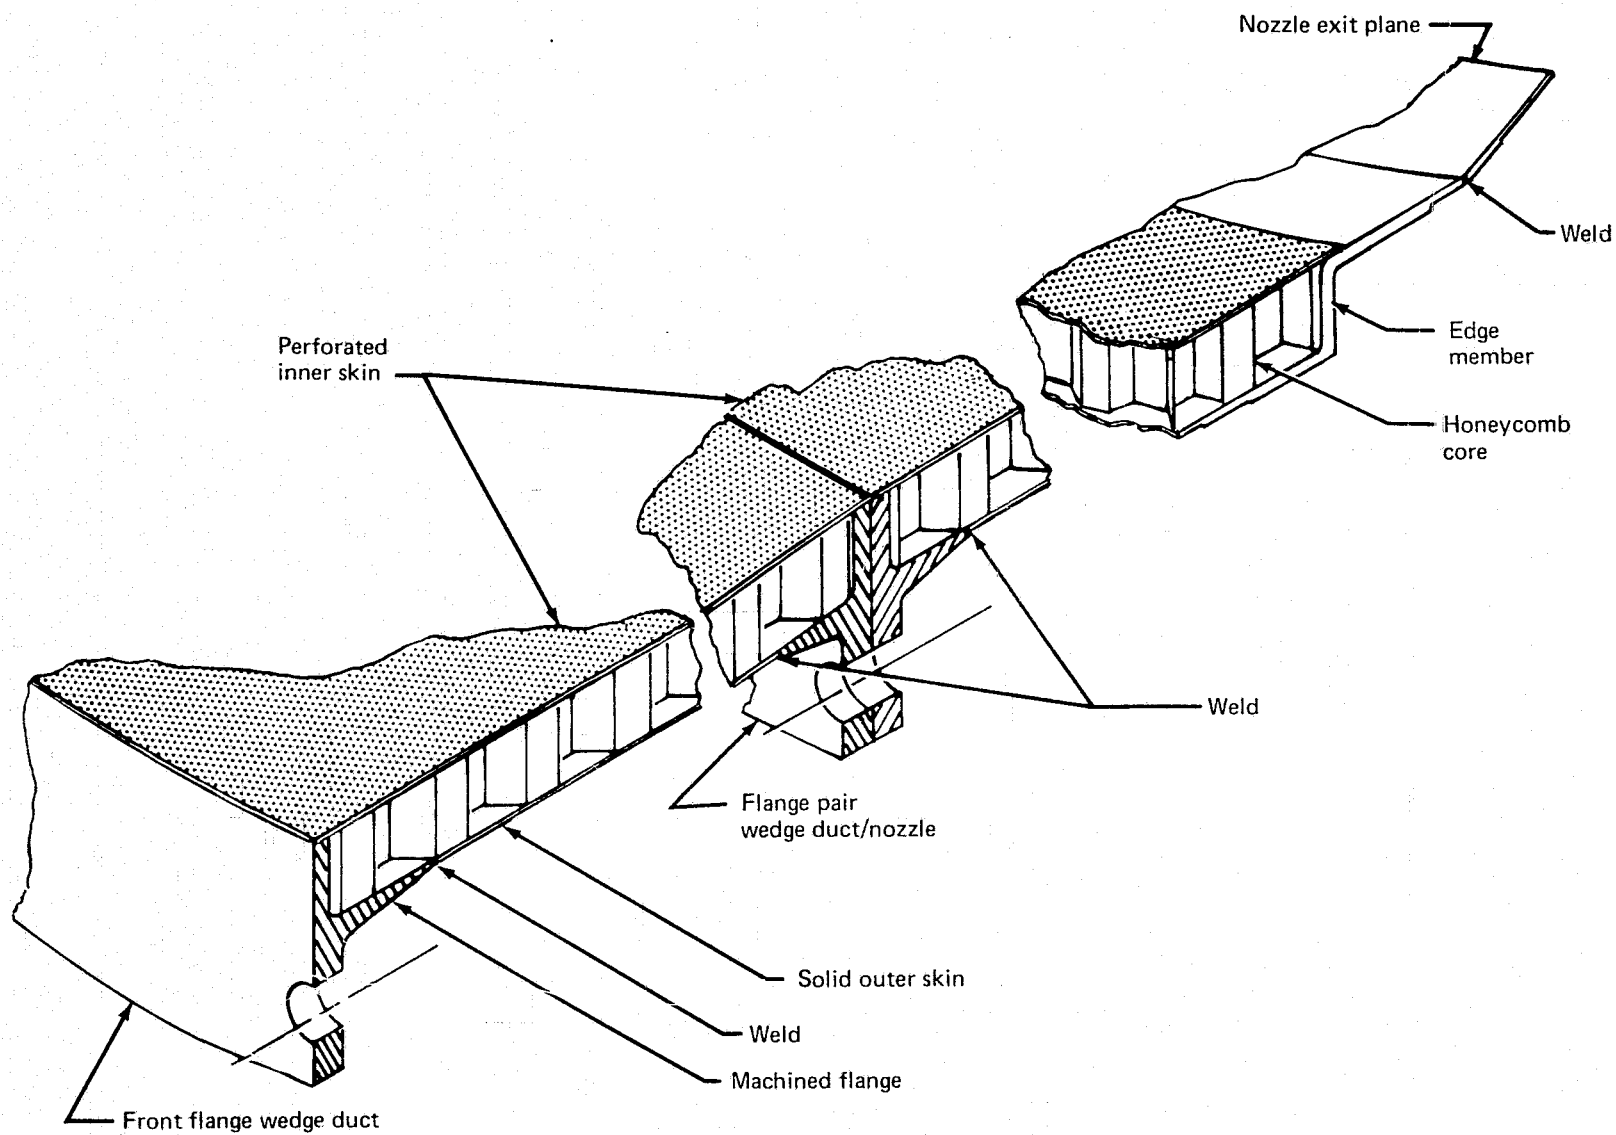 Nozzle exit plane
Weld
Perforated
inner skin
Edge
member
Honeycomb
core
Weld
Flange pair
wedge duct/nozzle
Solid outer skin
Weld
Machined flange
Front flange wedge duct